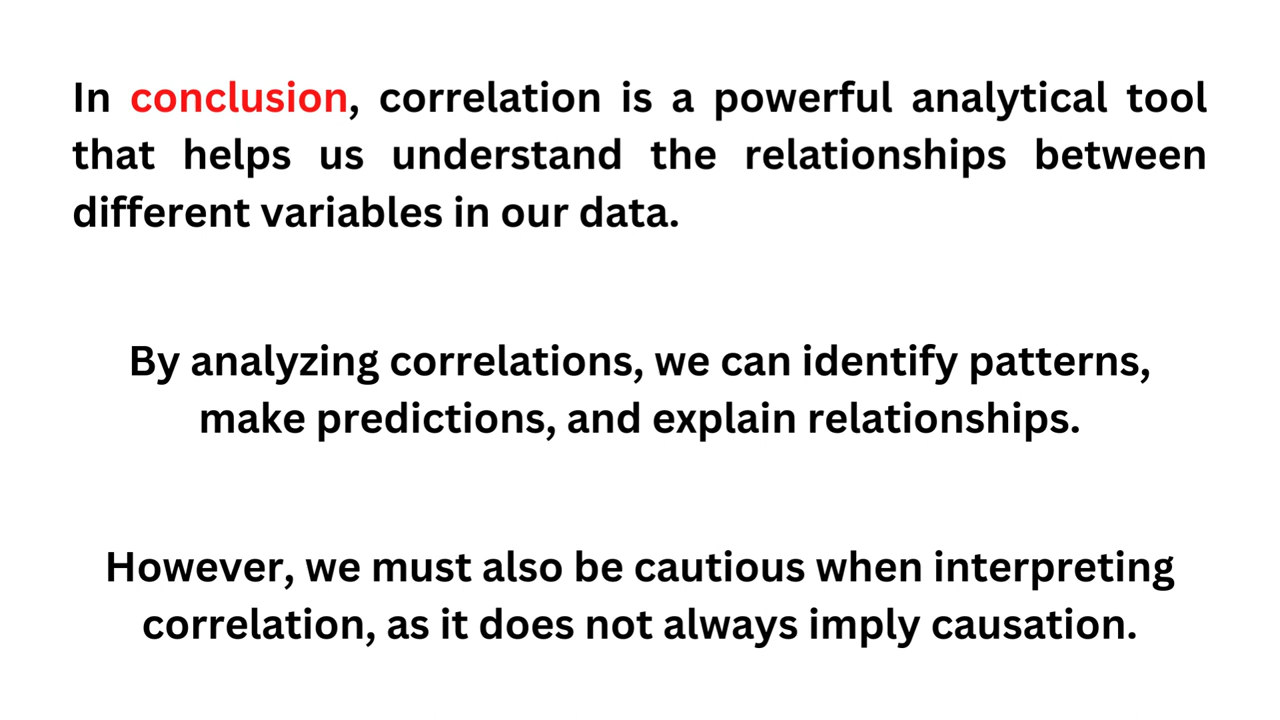 In conclusion, correlation is a powerful analytical tool
that helps us understand the relationships between
different variables in our data.
By analyzing correlations, we can identify patterns,
make predictions, and explain relationships.
However, we must also be cautious when interpreting
correlation, as it does not always imply causation.